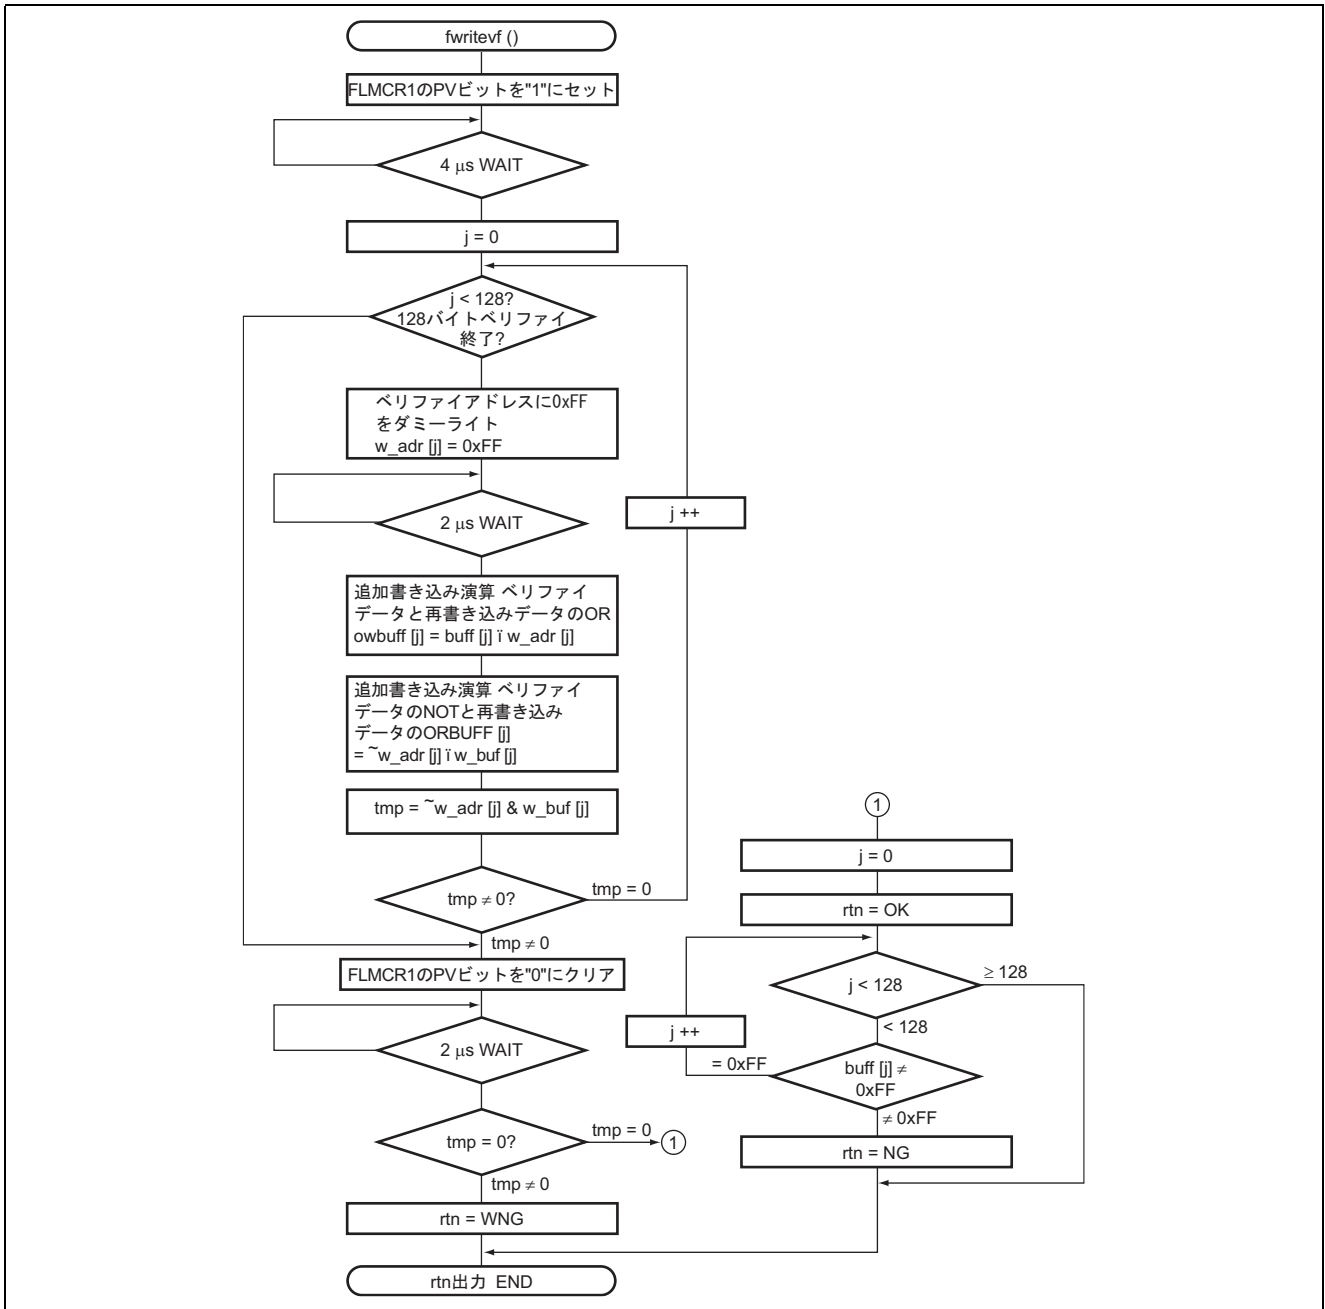 fwritevf ()
FLMCR1のPVビットを"1"にセット
4 μs WAIT
j = 0
j < 128?
128バイトベリファイ
終了?
ベリファイアドレスに0xFF
をダミーライト
w_adr [j] = 0xFF
2 μs WAIT
j ++
追加書き込み演算 ベリファイ
データと再書き込みデータのOR
owbuff [j] = buff [j] ï w_adr [j]
追加書き込み演算 ベリファイ
データのNOTと再書き込み
データのORBUFF [j]
= ~w_adr [j] ï w_buf [j]
tmp = ~w_adr [j] & w_buf [j]
tmp ≠ 0?
tmp = 0
tmp ≠ 0
FLMCR1のPVビットを"0"にクリア
2 μs WAIT
tmp = 0?
tmp = 0
1
tmp ≠ 0
rtn = WNG
rtn出力 END
1
j = 0
rtn = OK
j < 128
≥ 128
< 128
j ++
= 0xFF
buff [j] ≠
0xFF
≠ 0xFF
rtn = NG